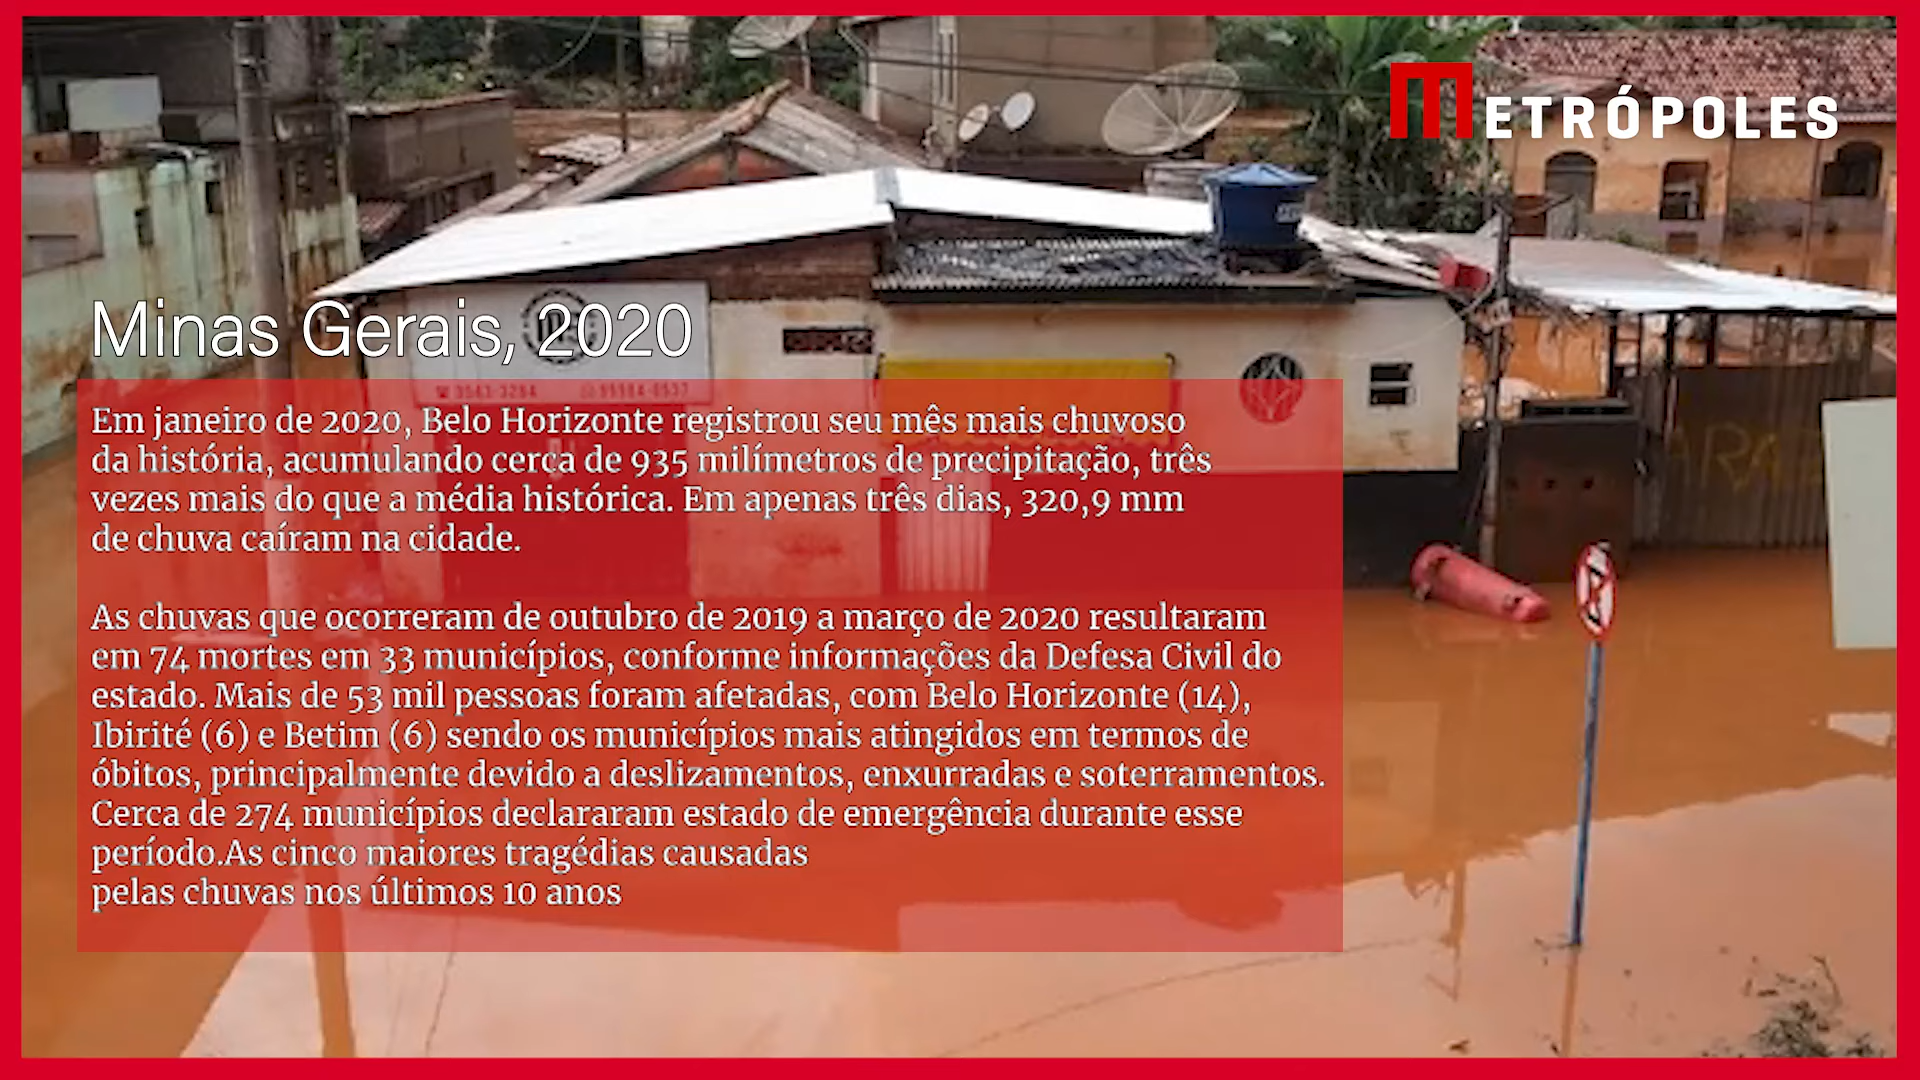 METRÓPOLES
Minas Gerais, 2020
Em janeiro de 2020, Belo Horizonte registrou seu mês mais chuvoso
da história, acumulando cerca de 935 milímetros de precipitação, três
vezes mais do que a média histórica. Em apenas três dias, 320,9 mm
de chuva caíram na cidade.
As chuvas que ocorreram de outubro de 2019 a março de 2020 resultaram
em 74 mortes em 33 municípios, conforme informações da Defesa Civil do
estado. Mais de 53 mil pessoas foram afetadas, com Belo Horizonte (14),
Ibirité (6) e Betim (6) sendo os municípios mais atingidos em termos de
óbitos, principalmente devido a deslizamentos, enxurradas e soterramentos.
Cerca de 274 municípios declararam estado de emergência durante esse
período.As cinco maiores tragédias causadas
pelas chuvas nos últimos 10 anos